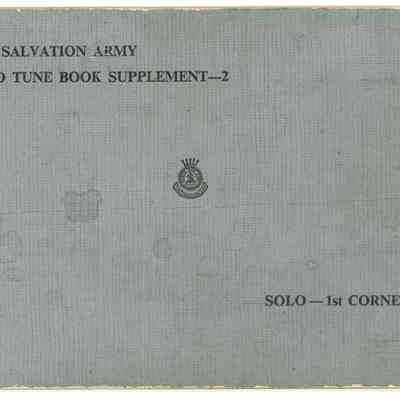 SALVATION ARMY
D TUNE BOOK SUPPLEMENT—2
SOLO — 1st CORNE